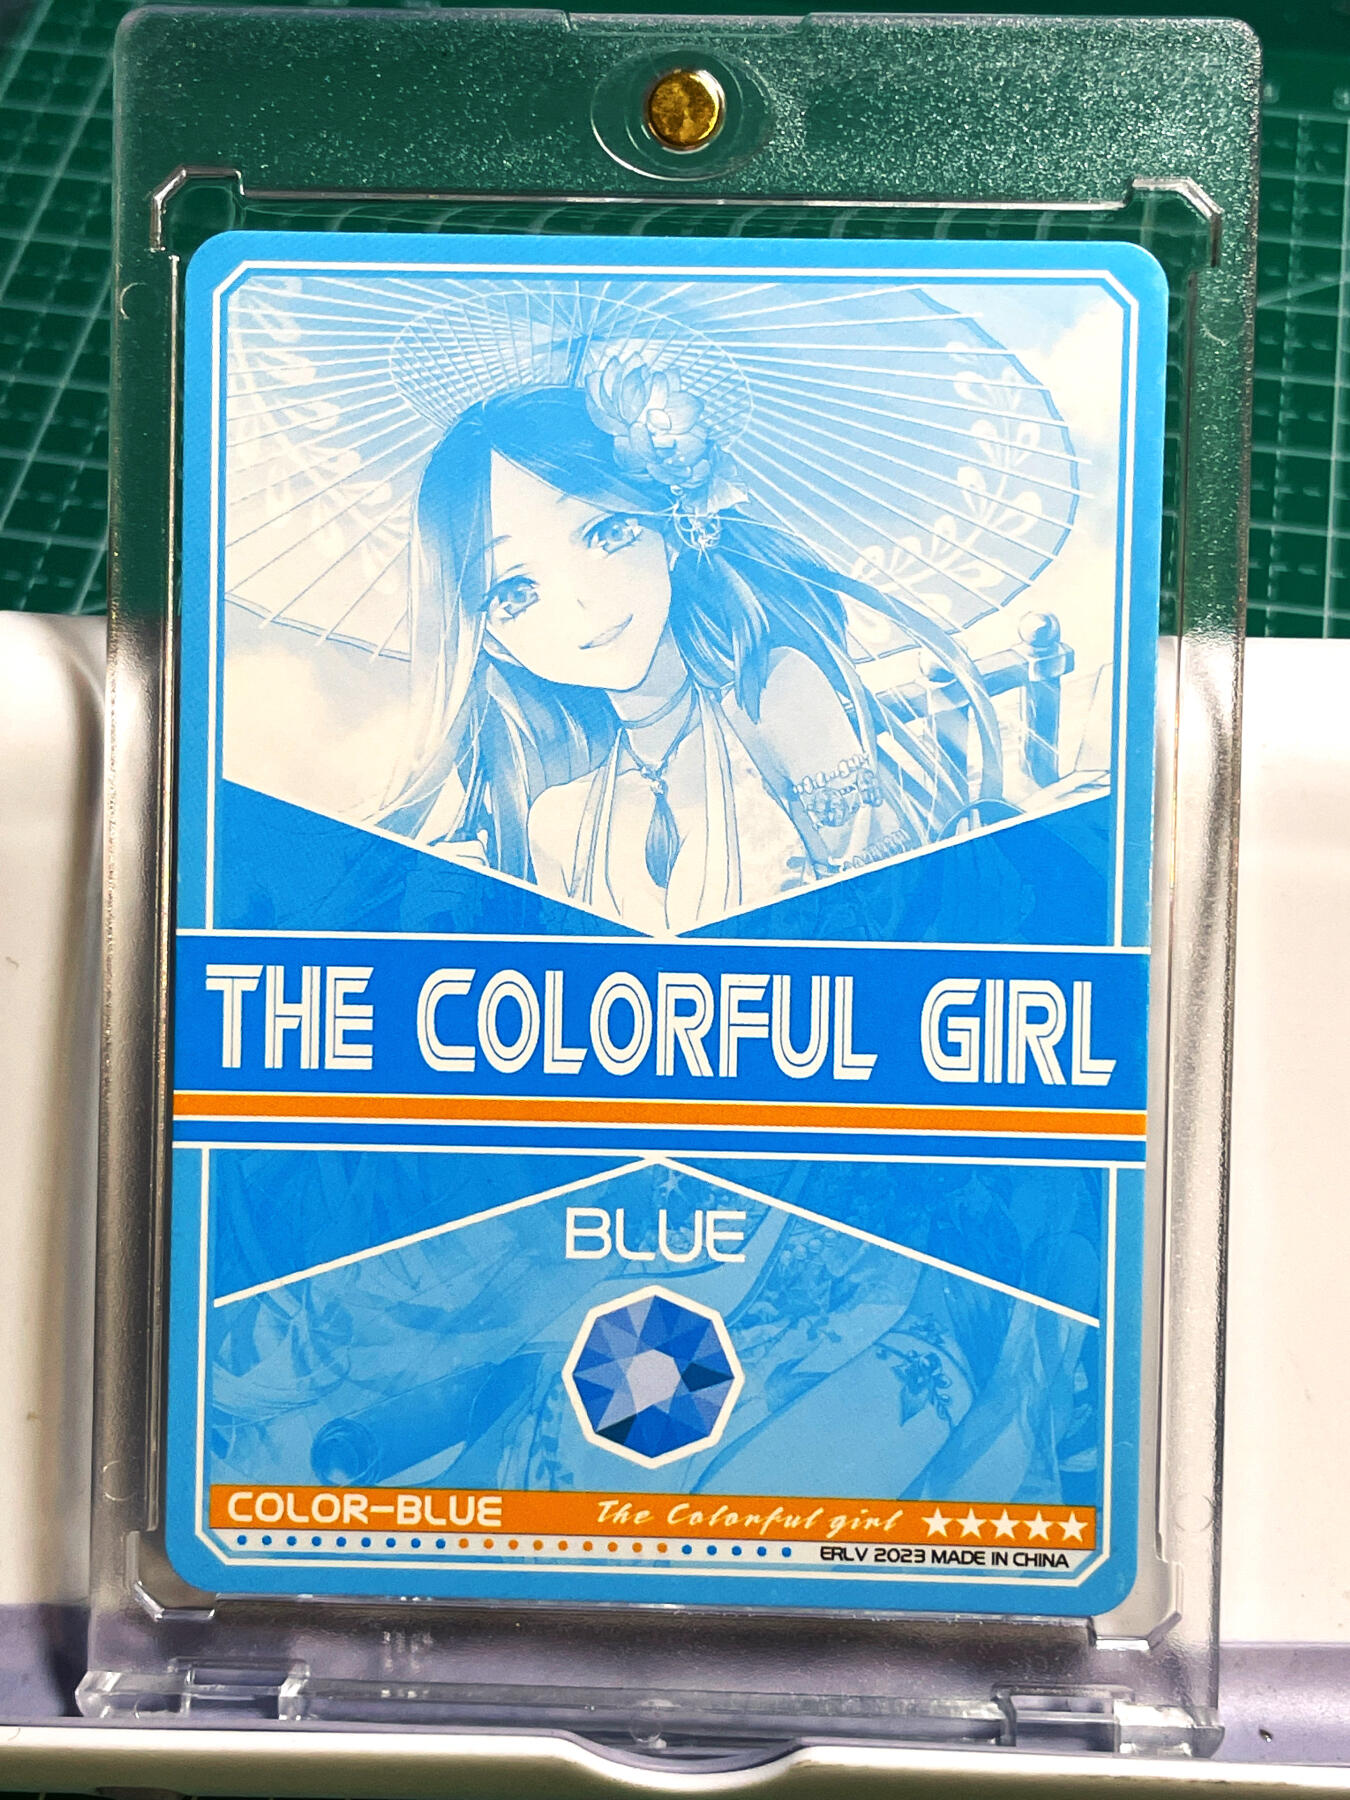 THE COLORFUL GIRL
BLUE
COLOR-BLUE The Colorful girl ★★★★★
ERLV 2023 MADE IN CHINA